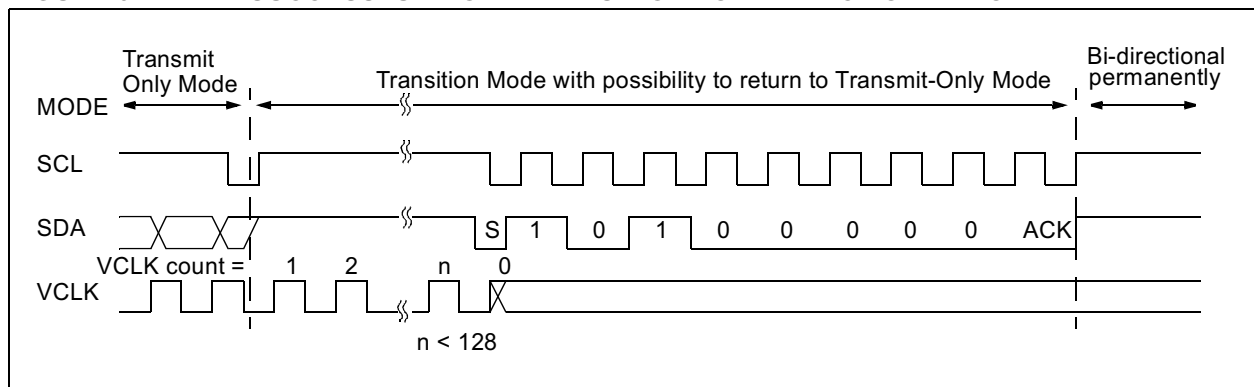 Transmit
Only Mode
Transition Mode with possibility to return to Transmit-Only Mode
Bi-directional
permanently
MODE
SCL
SDA
S 1 0 1 0 0 0 0 0 ACK
VCLK count = 1 2 n 0
VCLK
n < 128